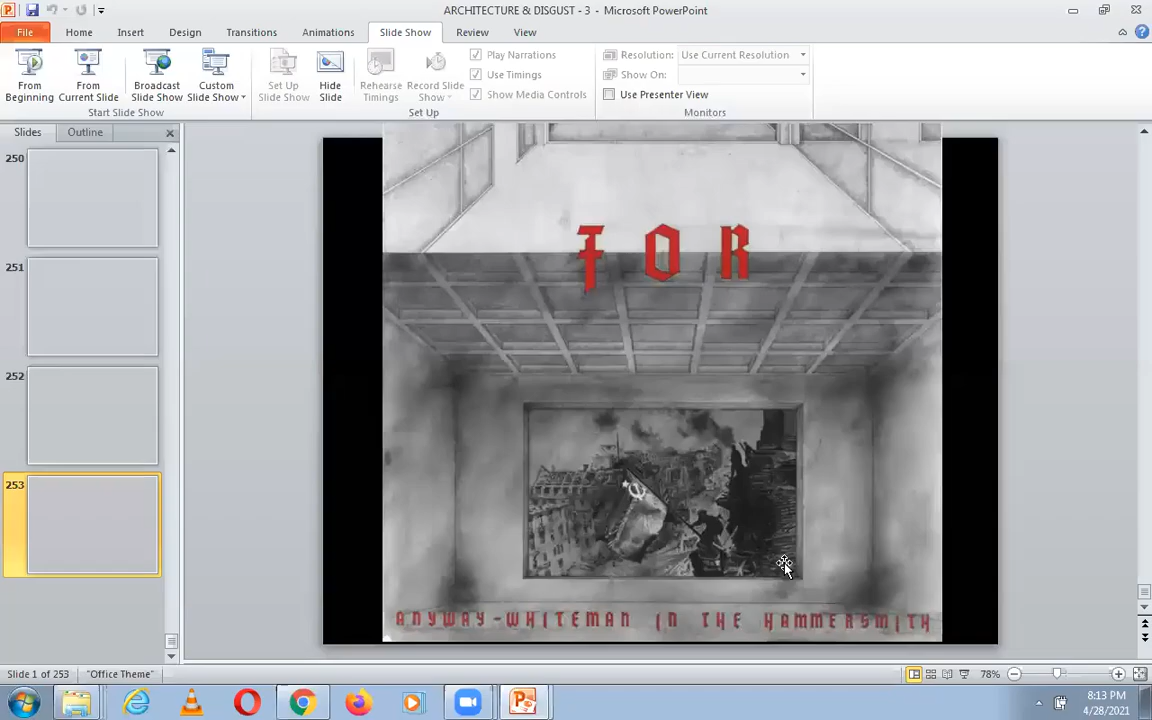 ARCHITECTURE & DISGUST - 3 - Microsoft PowerPoint
File Home Insert Design Transitions Animations Slide Show Review View
From Beginning
From Current Slide
Broadcast Slide Show
Custom Slide Show
Start Slide Show
Set Up Slide Show
Hide Slide
Rehearse Timings
Record Slide Show
Play Narrations
Use Timings
Show Media Controls
Set Up
Resolution: Use Current Resolution
Show On:
Use Presenter View
Monitors
Slides Outline
250
251
252
253
FOR
ANYWAY-WHITEMAN IN THE HAMMERSMITH
Slide 1 of 253 "Office Theme" 78%
8:13 PM
4/28/2021